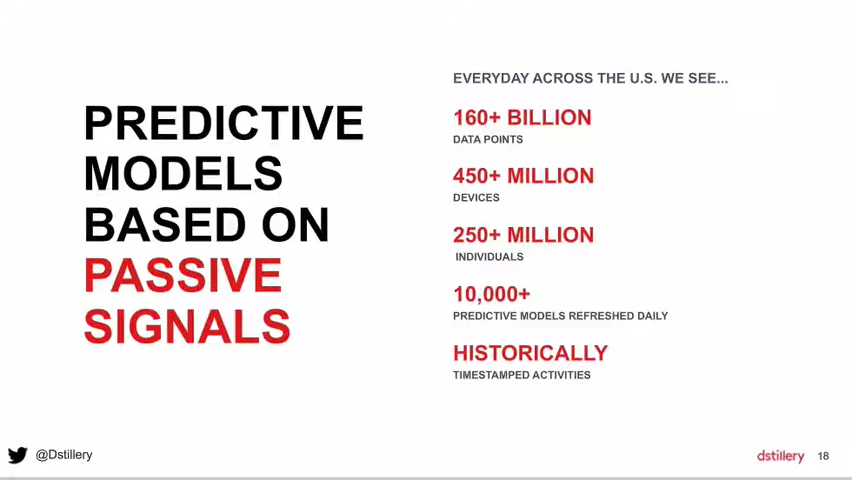 PREDICTIVE
MODELS
BASED ON
PASSIVE
SIGNALS
EVERYDAY ACROSS THE U.S. WE SEE...
160+ BILLION
DATA POINTS
450+ MILLION
DEVICES
250+ MILLION
INDIVIDUALS
10,000+
PREDICTIVE MODELS REFRESHED DAILY
HISTORICALLY
TIMESTAMPED ACTIVITIES
@Dstillery
dstillery 18